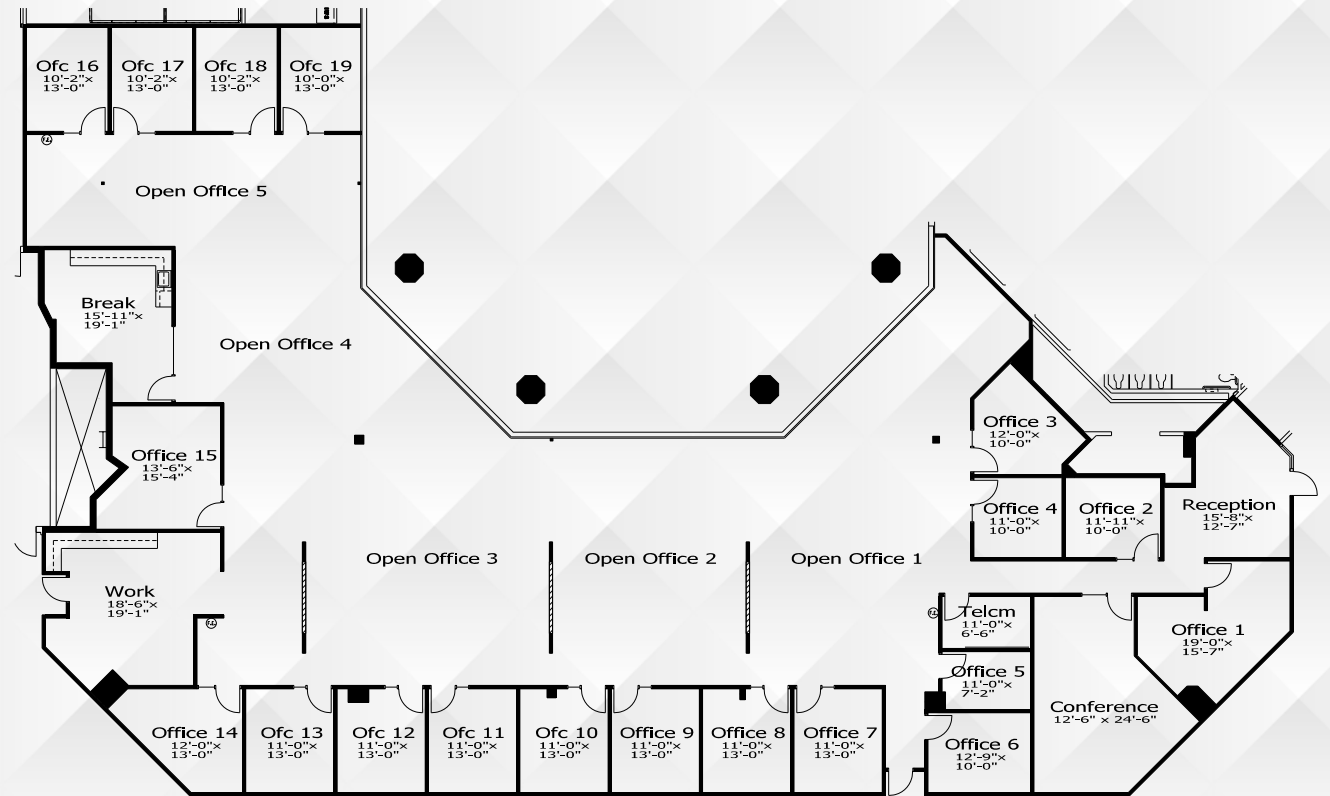 Ofc 16
10'-2"x
13'-0"
Ofc 17
10'-2"x
13'-0"
Ofc 18
10'-2"x
13'-0"
Ofc 19
10'-0"x
13'-0"
Open Office 5
Break
15'-11"x
19'-1"
Open Office 4
Office 15
13'-6"x
15'-4"
Office 3
12'-0"x
10'-0"
Office 4
11'-0"x
10'-0"
Office 2
11'-11"x
10'-0"
Reception
15'-8"x
12'-7"
Open Office 3
Open Office 2
Open Office 1
Work
18'-6"x
19'-1"
Telcm
11'-0"x
6'-6"
Office 1
19'-0"x
15'-7"
Office 5
11'-0"x
7'-2"
Conference
12'-6" x 24'-6"
Office 14
12'-0"x
13'-0"
Ofc 13
11'-0"x
13'-0"
Ofc 12
11'-0"x
13'-0"
Ofc 11
11'-0"x
13'-0"
Ofc 10
11'-0"x
13'-0"
Office 9
11'-0"x
13'-0"
Office 8
11'-0"x
13'-0"
Office 7
11'-0"x
13'-0"
Office 6
12'-9"x
10'-0"